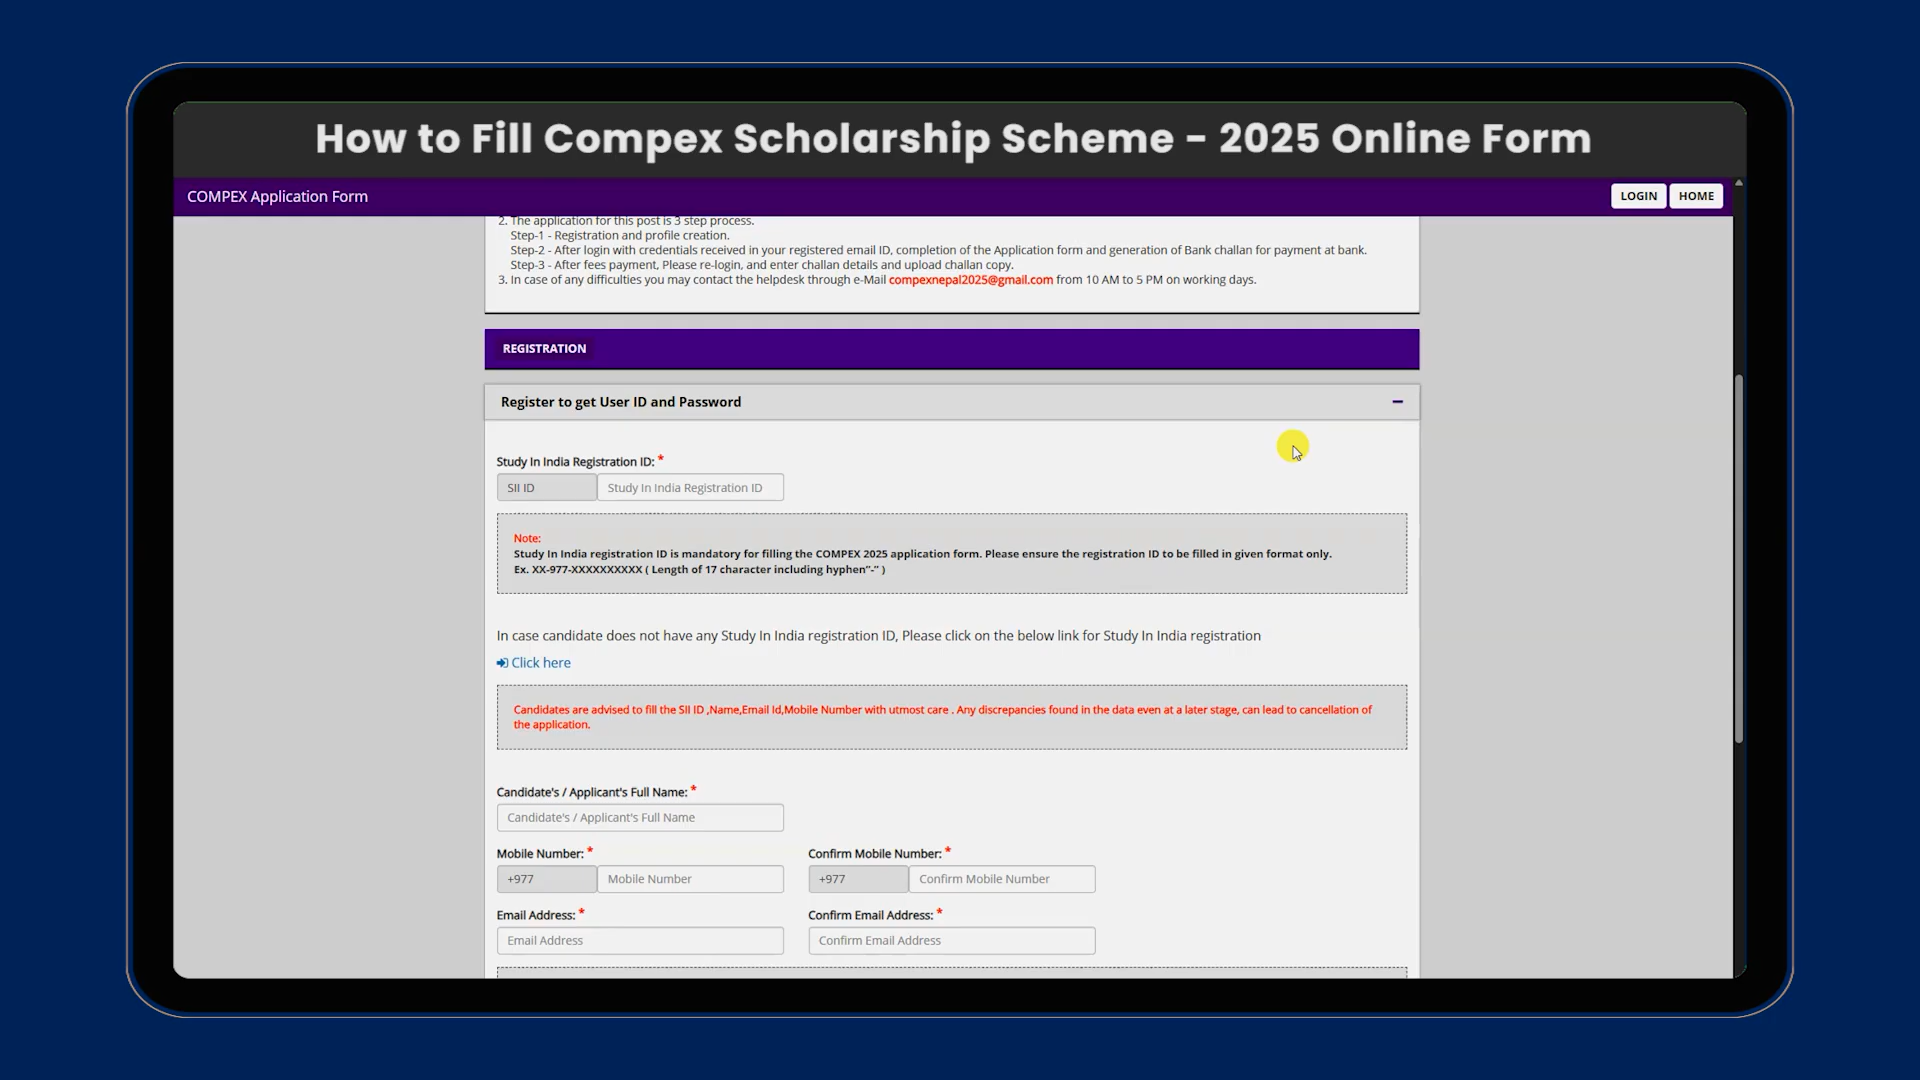 How to Fill Compex Scholarship Scheme - 2025 Online Form
COMPEX Application Form
LOGIN
HOME
2. The application for this post is 3 step process.
Step-1 - Registration and profile creation.
Step-2 - After login with credentials received in your registered email ID, completion of the Application form and generation of Bank challan for payment at bank.
Step-3 - After fees payment, Please re-login, and enter challan details and upload challan copy.
3. In case of any difficulties you may contact the helpdesk through e-Mail compexnepal2025@gmail.com from 10 AM to 5 PM on working days.
REGISTRATION
Register to get User ID and Password
Study In India Registration ID: *
SII ID
Study In India Registration ID
Note:
Study In India registration ID is mandatory for filling the COMPEX 2025 application form. Please ensure the registration ID to be filled in given format only.
Ex. XX-977-XXXXXXXXXX ( Length of 17 character including hyphen"-" )
In case candidate does not have any Study In India registration ID, Please click on the below link for Study In India registration
Click here
Candidates are advised to fill the SII ID ,Name,Email Id,Mobile Number with utmost care . Any discrepancies found in the data even at a later stage, can lead to cancellation of
the application.
Candidate's / Applicant's Full Name: *
Candidate's / Applicant's Full Name
Mobile Number: *
Confirm Mobile Number: *
+977
Mobile Number
+977
Confirm Mobile Number
Email Address: *
Confirm Email Address: *
Email Address
Confirm Email Address